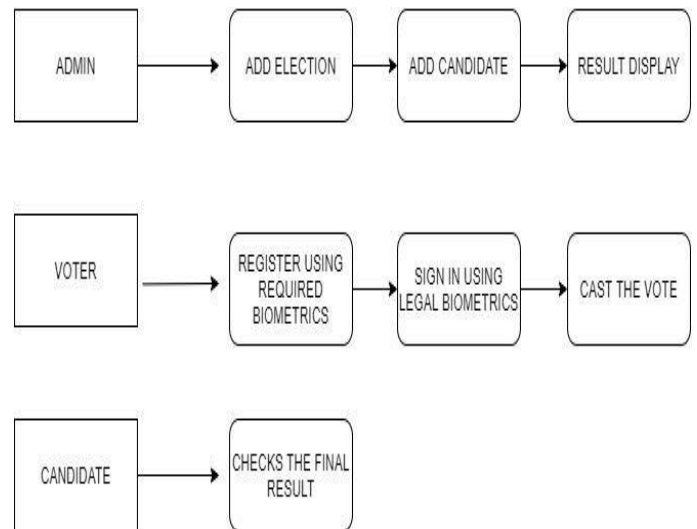 ADMIN
ADD ELECTION
ADD CANDIDATE
RESULT DISPLAY
VOTER
REGISTER USING
REQUIRED
BIOMETRICS
SIGN IN USING
LEGAL BIOMETRICS
CAST THE VOTE
CANDIDATE
CHECKS THE FINAL
RESULT